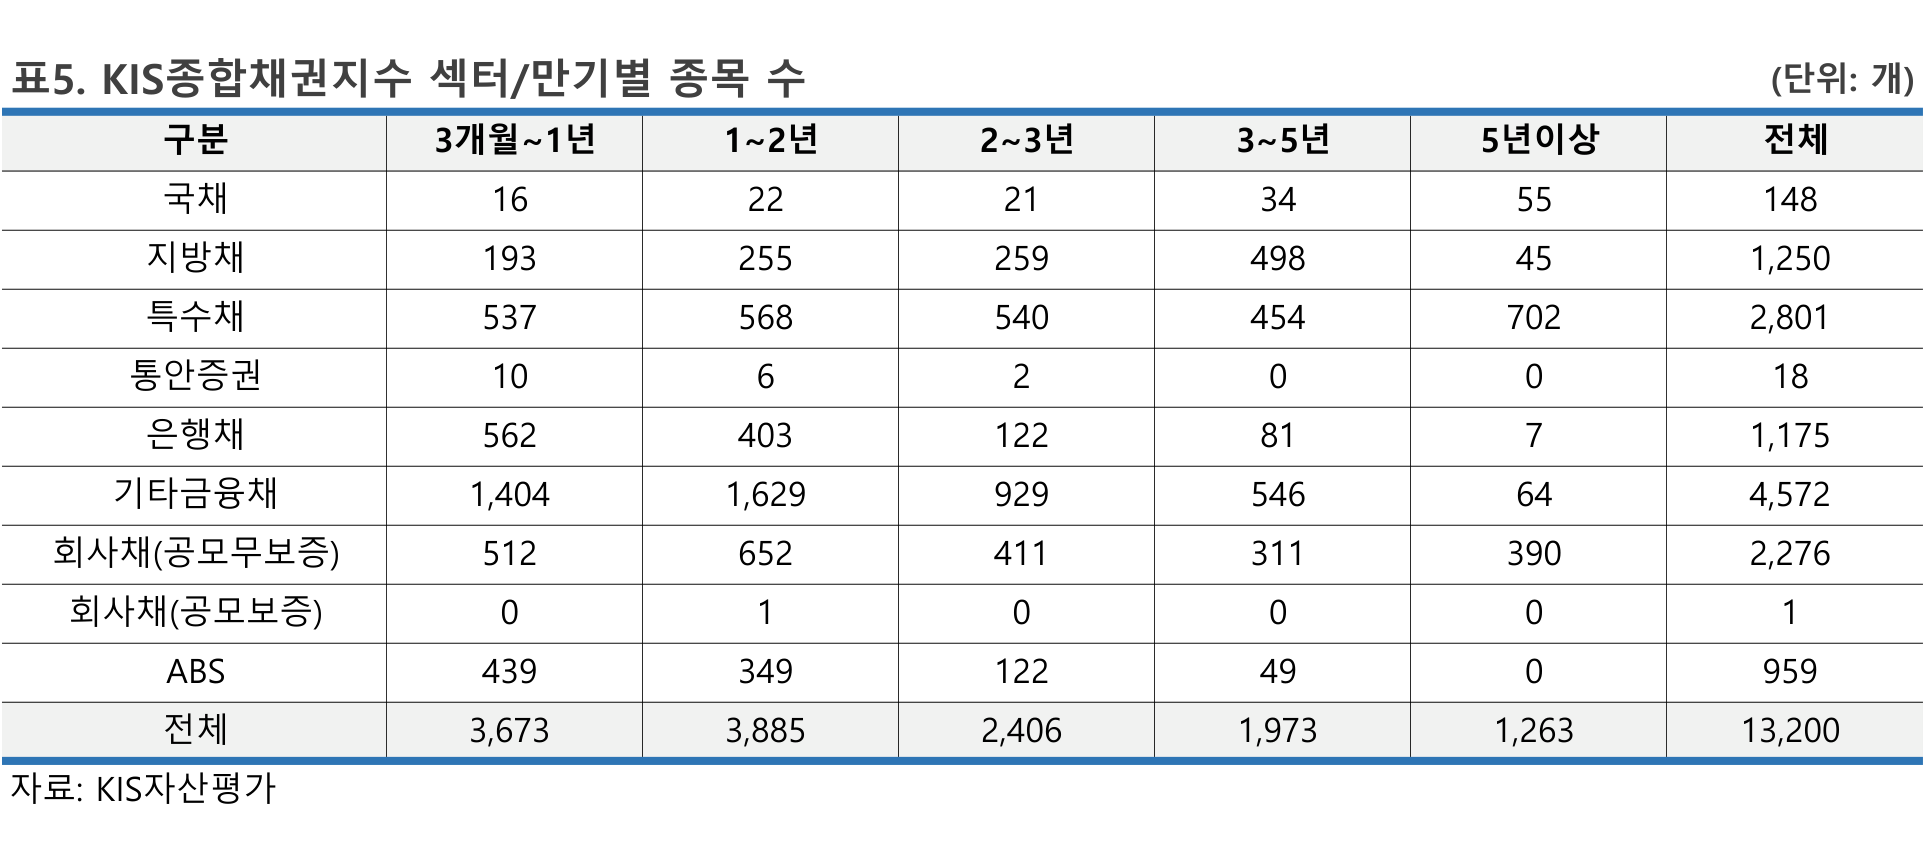 표5. KIS종합채권지수 섹터/만기별 종목 수 (단위: 개)
구분 3개월~1년 1~2년 2~3년 3~5년 5년이상 전체
국채 16 22 21 34 55 148
지방채 193 255 259 498 45 1,250
특수채 537 568 540 454 702 2,801
통안증권 10 6 2 0 0 18
은행채 562 403 122 81 7 1,175
기타금융채 1,404 1,629 929 546 64 4,572
회사채(공모무보증) 512 652 411 311 390 2,276
회사채(공모보증) 0 1 0 0 0 1
ABS 439 349 122 49 0 959
전체 3,673 3,885 2,406 1,973 1,263 13,200
자료: KIS자산평가